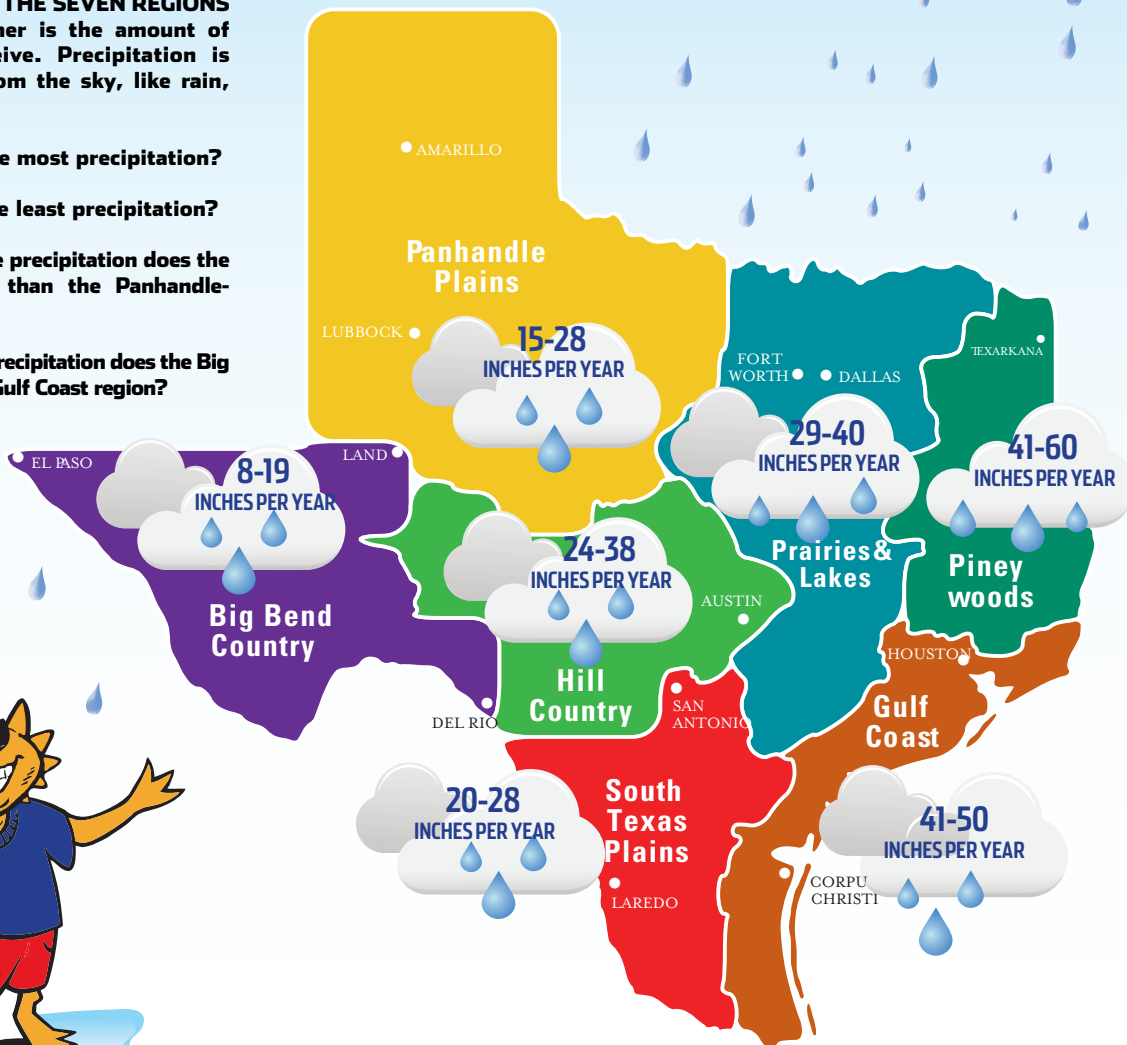 THE SEVEN REGIONS
ner is the amount of
eive. Precipitation is
om the sky, like rain,
e most precipitation?
e least precipitation?
e precipitation does the
than the Panhandle-
recipitation does the Big
Gulf Coast region?
AMARILLO
Panhandle
Plains
LUBBOCK
15-28
INCHES PER YEAR
FORT
WORTH
DALLAS
TEXARKANA
29-40
INCHES PER YEAR
41-60
INCHES PER YEAR
EL PASO
LAND
8-19
INCHES PER YEAR
24-38
INCHES PER YEAR
Prairies&
Lakes
Piney
woods
AUSTIN
Big Bend
Country
HOUSTON
Hill
Country
DEL RIO
SAN
ANTONIO
Gulf
Coast
20-28
INCHES PER YEAR
South
Texas
Plains
41-50
INCHES PER YEAR
LAREDO
CORPU
CHRISTI